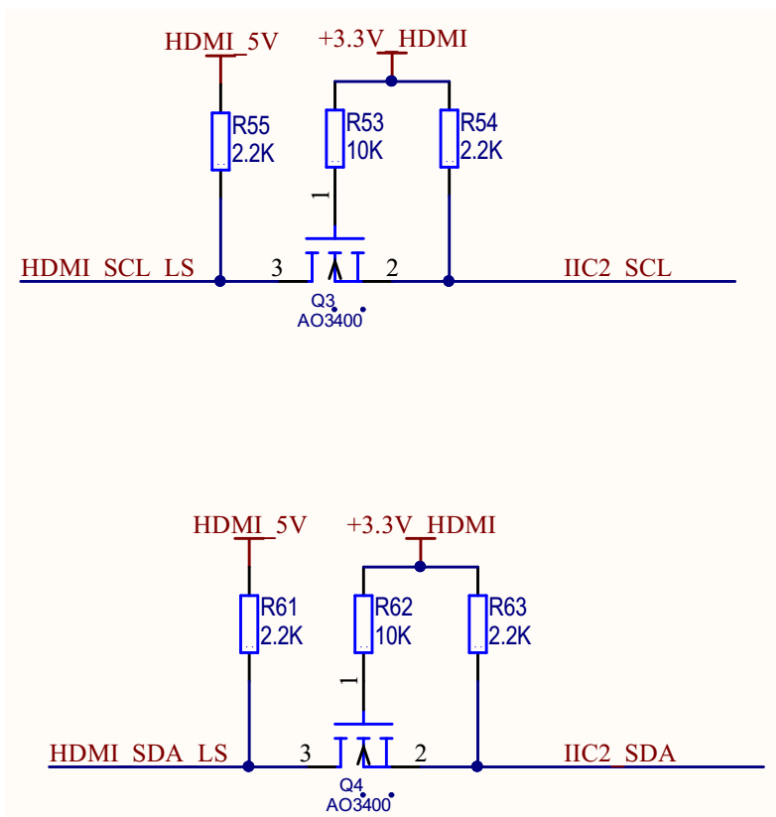 HDMI_5V +3.3V_HDMI
R55 R53 R54
2.2K 10K 2.2K
1
HDMI_SCL_LS 3 2 IIC2_SCL
Q3
AO3400
HDMI_5V +3.3V_HDMI
R61 R62 R63
2.2K 10K 2.2K
1
HDMI_SDA_LS 3 2 IIC2_SDA
Q4
AO3400